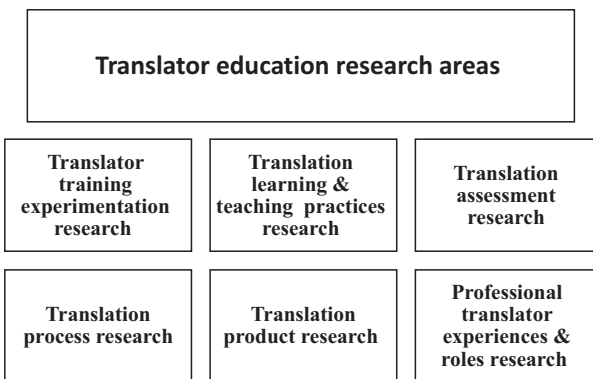 Translator education research areas
Translator
training
experimentation
research
Translation
learning &
teaching practices
research
Translation
assessment
research
Translation
process research
Translation
product research
Professional
translator
experiences &
roles research